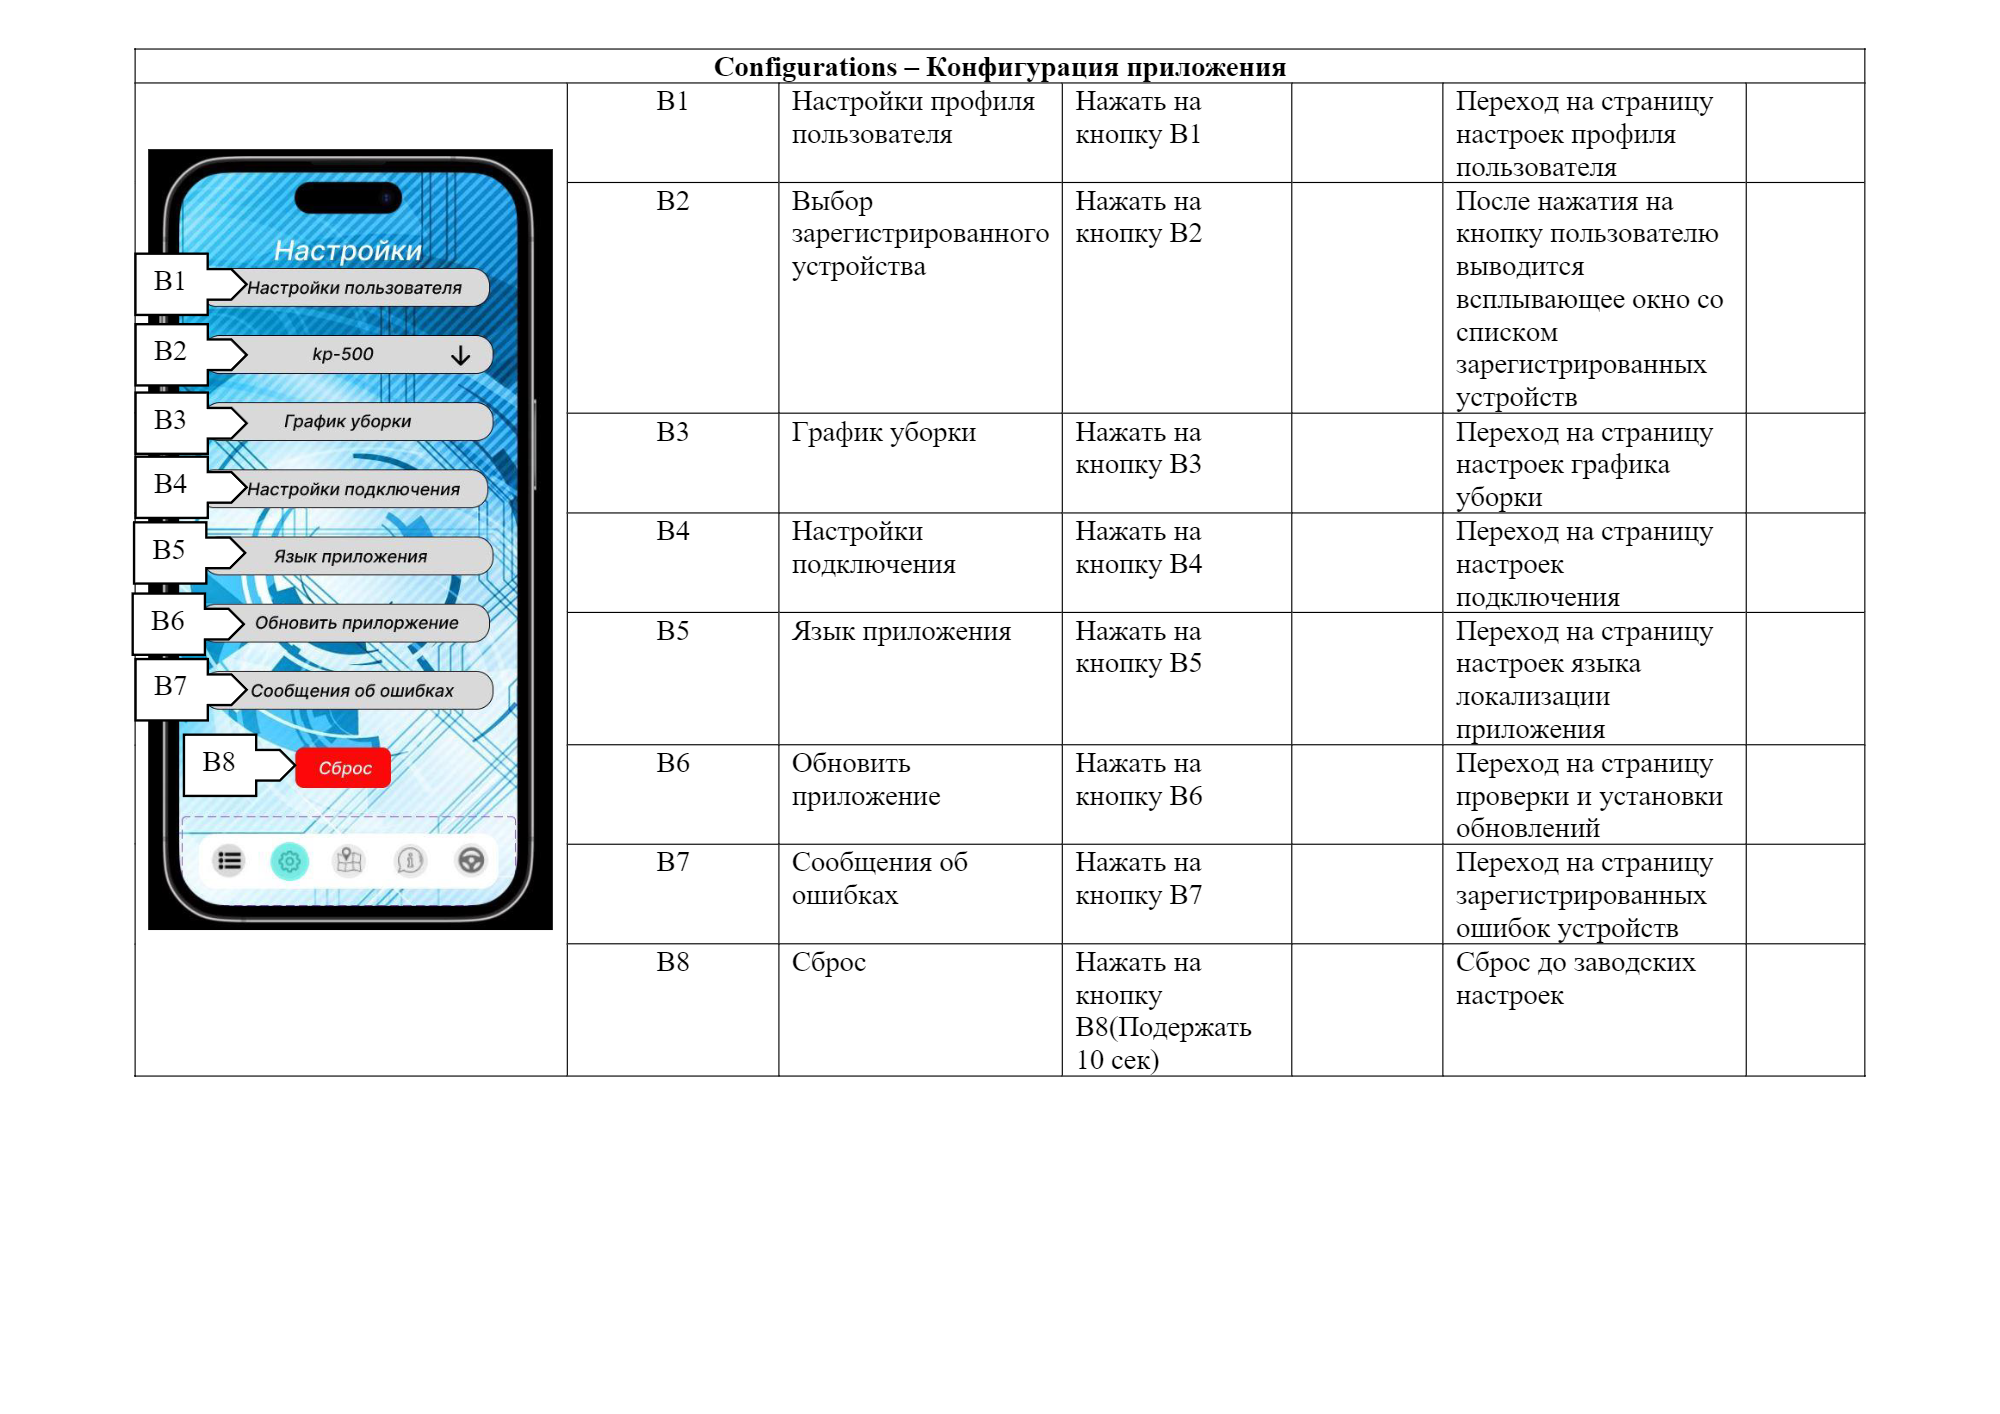 Configurations – Конфигурация приложения
Настройки
B1
Настройки пользователя
B2
kp-500
B3
График уборки
B4
Настройки подключения
B5
Язык приложения
B6
Обновить прилоржение
B7
Сообщения об ошибках
B8
Сброс
B1
Настройки профиля
пользователя
Нажать на
кнопку B1
Переход на страницу
настроек профиля
пользователя
B2
Выбор
зарегистрированного
устройства
Нажать на
кнопку B2
После нажатия на
кнопку пользователю
выводится
всплывающее окно со
списком
зарегистрированных
устройств
B3
График уборки
Нажать на
кнопку B3
Переход на страницу
настроек графика
уборки
B4
Настройки
подключения
Нажать на
кнопку B4
Переход на страницу
настроек
подключения
B5
Язык приложения
Нажать на
кнопку B5
Переход на страницу
настроек языка
локализации
приложения
B6
Обновить
приложение
Нажать на
кнопку B6
Переход на страницу
проверки и установки
обновлений
B7
Сообщения об
ошибках
Нажать на
кнопку B7
Переход на страницу
зарегистрированных
ошибок устройств
B8
Сброс
Нажать на
кнопку
B8(Подержать
10 сек)
Сброс до заводских
настроек